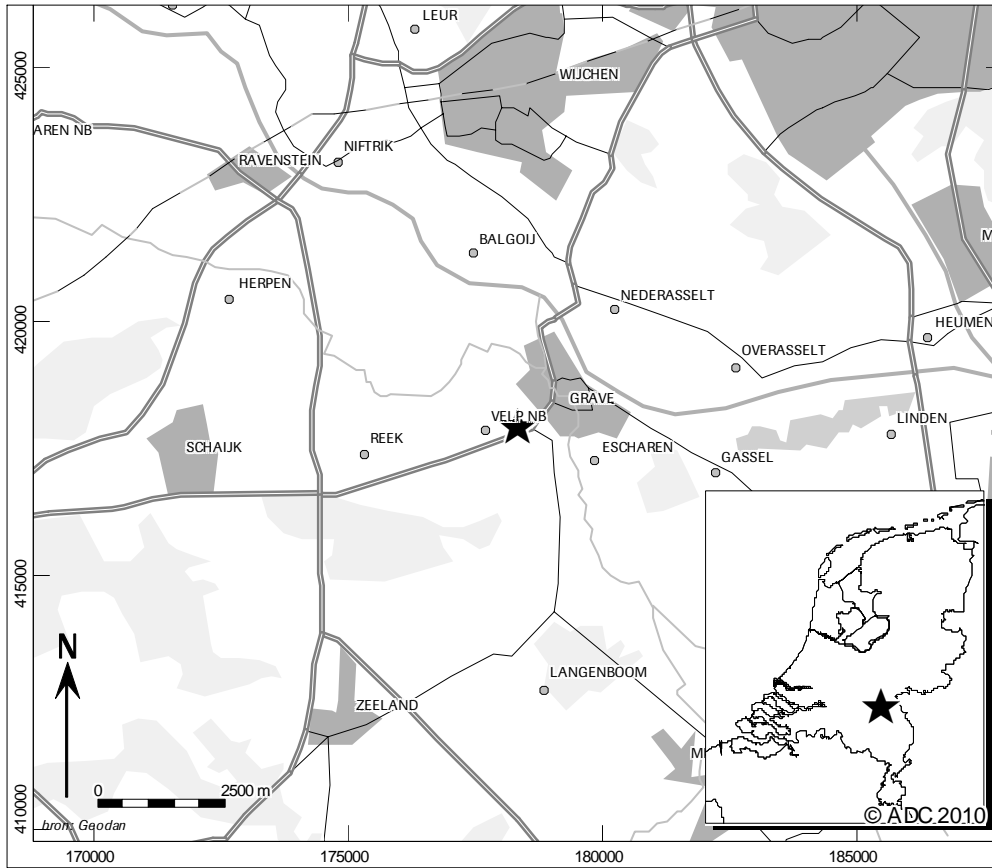 LEUR
425000
WIJCHEN
AREN NB
RAVENSTEIN
NIFTRIK
BALGOIJ
M
HERPEN
NEDERASSELT
420000
HEUMEN
OVERASSELT
GRAVE
VELP NB
LINDEN
SCHAIJK
REEK
ESCHAREN
GASSEL
415000
N
LANGENBOOM
ZEELAND
M
0 2500 m
410000
bron: Geodan
© ADC 2010
170000 175000 180000 185000